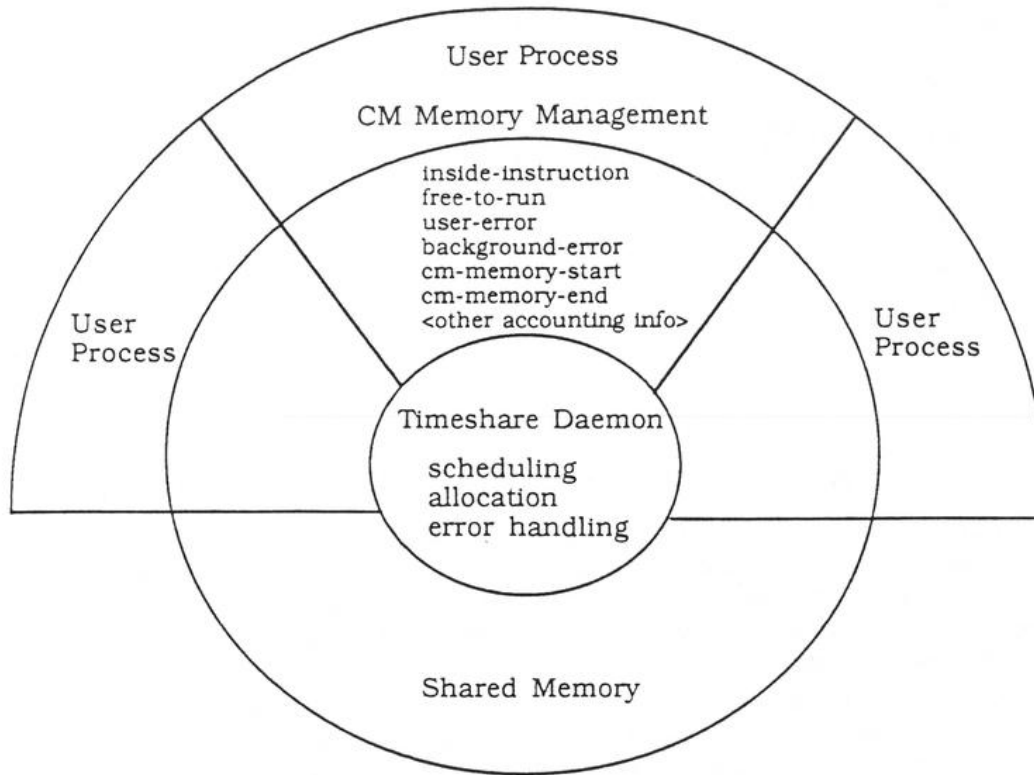 User Process
CM Memory Management
inside-instruction
free-to-run
user-error
background-error
cm-memory-start
cm-memory-end
<other accounting info>
User
Process
User
Process
Timeshare Daemon
scheduling
allocation
error handling
Shared Memory